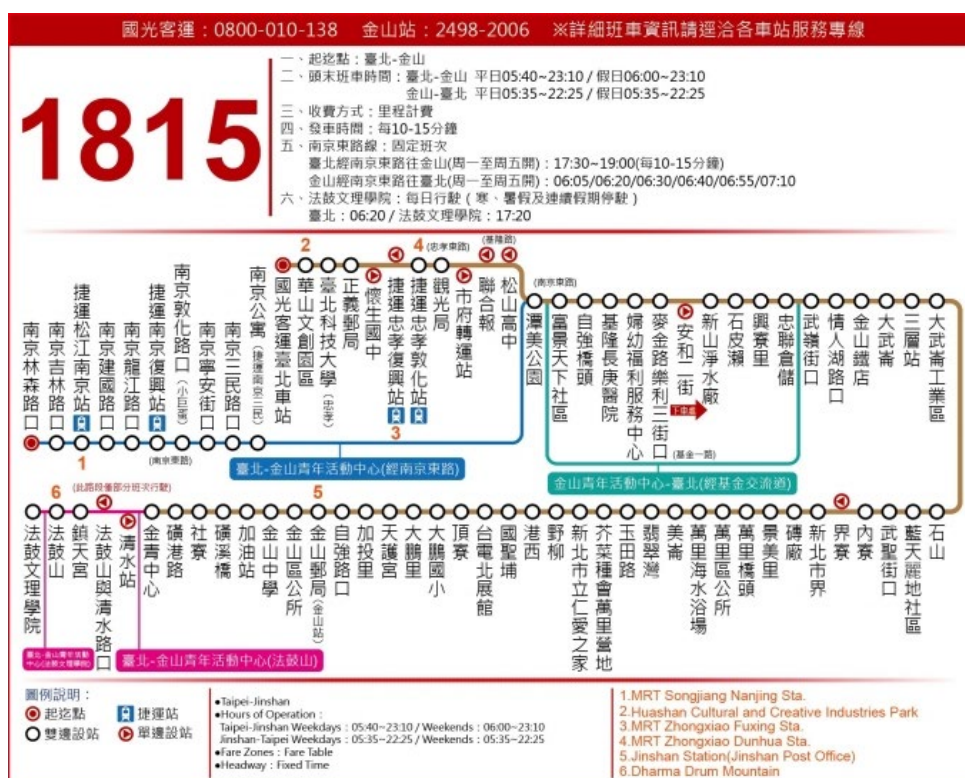 國光客運：0800-010-138 金山站：2498-2006 ※詳細班車資訊請逕洽各車站服務專線
1815
一、起迄點：臺北-金山
二、頭末班車時間：臺北-金山 平日05:40~23:10 / 假日06:00~23:10
金山-臺北 平日05:35~22:25 / 假日05:35~22:25
三、收費方式：里程計費
四、發車時間：每10-15分鐘
五、南京東路線：固定班次
臺北經南京東路往金山(周一至周五開)：17:30~19:00(每10-15分鐘)
金山經南京東路往臺北(周一至周五開)：06:05/06:20/06:30/06:40/06:55/07:10
六、法鼓文理學院：每日行駛（寒、暑假及連續假期停駛）
臺北：06:20 / 法鼓文理學院：17:20
2
4
(忠孝東路)
(基隆路)
國光客運臺北車站
華山文創園區
臺北科技大學(忠孝)
正義郵局
懷生國中
捷運忠孝復興站
捷運忠孝敦化站
觀光局
市府轉運站
聯合報
松山高中
3
南京林森路口
南京吉林路口
捷運松江南京站
南京建國路口
南京龍江路口
捷運南京復興站
南京敦化路口(小巨蛋)
南京寧安街口
南京三民路口
南京公寓(捷運南京三民)
1
(南京東路)
臺北-金山青年活動中心(經南京東路)
(南京東路)
潭美公園
富景天下社區
自強橋頭
基隆長庚醫院
婦幼福利服務中心
麥金路樂利三街口
安和二街
下車處
新山淨水廠
石皮瀨
興寮里
忠聯倉儲
武嶺街口
情人湖路口
金山鐵店
大武崙
三層站
大武崙工業區
(基金一路)
金山青年活動中心-臺北(經基金交流道)
6
(此路段僅部分班次行駛)
5
法鼓文理學院
法鼓山
鎮天宮
法鼓山與清水路口
清水站
金青中心
磺港路
社寮
磺溪橋
加油站
金山中學
金山區公所
金山郵局(金山站)
自強路口
加投里
天護宮
大鵬里
大鵬國小
頂寮
台電北展館
國聖埔
港西
野柳
新北市立仁愛之家
芥菜種會萬里營地
玉田路
翡翠灣
美崙
萬里海水浴場
萬里區公所
萬里橋頭
景美里
磚廠
新北市界
界寮
內寮
武聖街口
藍天麗地社區
石山
臺北-金山青年活動中心(法鼓文理學院)
臺北-金山青年活動中心(法鼓山)
圖例說明：
起迄點
捷運站
雙邊設站
單邊設站
●Taipei-Jinshan
●Hours of Operation：
Taipei-Jinshan Weekdays：05:40~23:10 / Weekends：06:00~23:10
Jinshan-Taipei Weekdays：05:35~22:25 / Weekends：05:35~22:25
●Fare Zones：Fare Table
●Headway：Fixed Time
1.MRT Songjiang Nanjing Sta.
2.Huashan Cultural and Creative Industries Park
3.MRT Zhongxiao Fuxing Sta.
4.MRT Zhongxiao Dunhua Sta.
5.Jinshan Station(Jinshan Post Office)
6.Dharma Drum Mountain